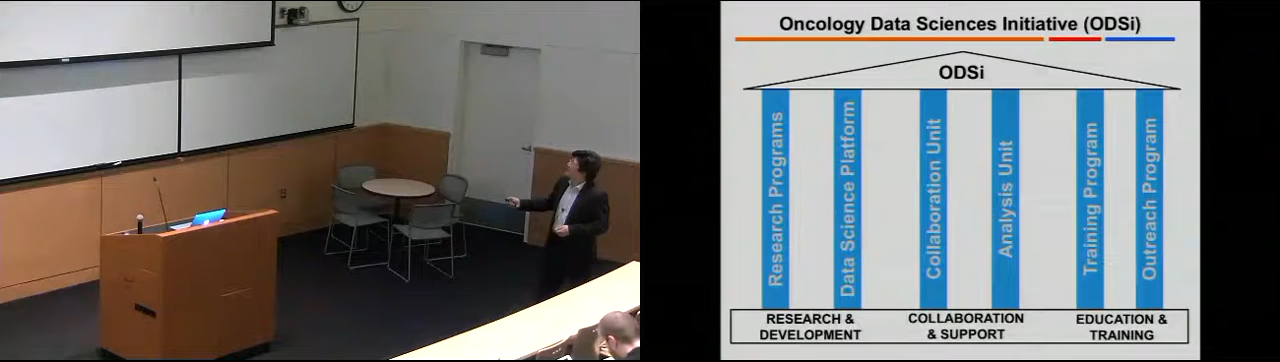 Oncology Data Sciences Initiative (ODSi)
ODSi
Research Programs
Data Science Platform
Collaboration Unit
Analysis Unit
Training Program
Outreach Program
RESEARCH &
DEVELOPMENT
COLLABORATION
& SUPPORT
EDUCATION &
TRAINING